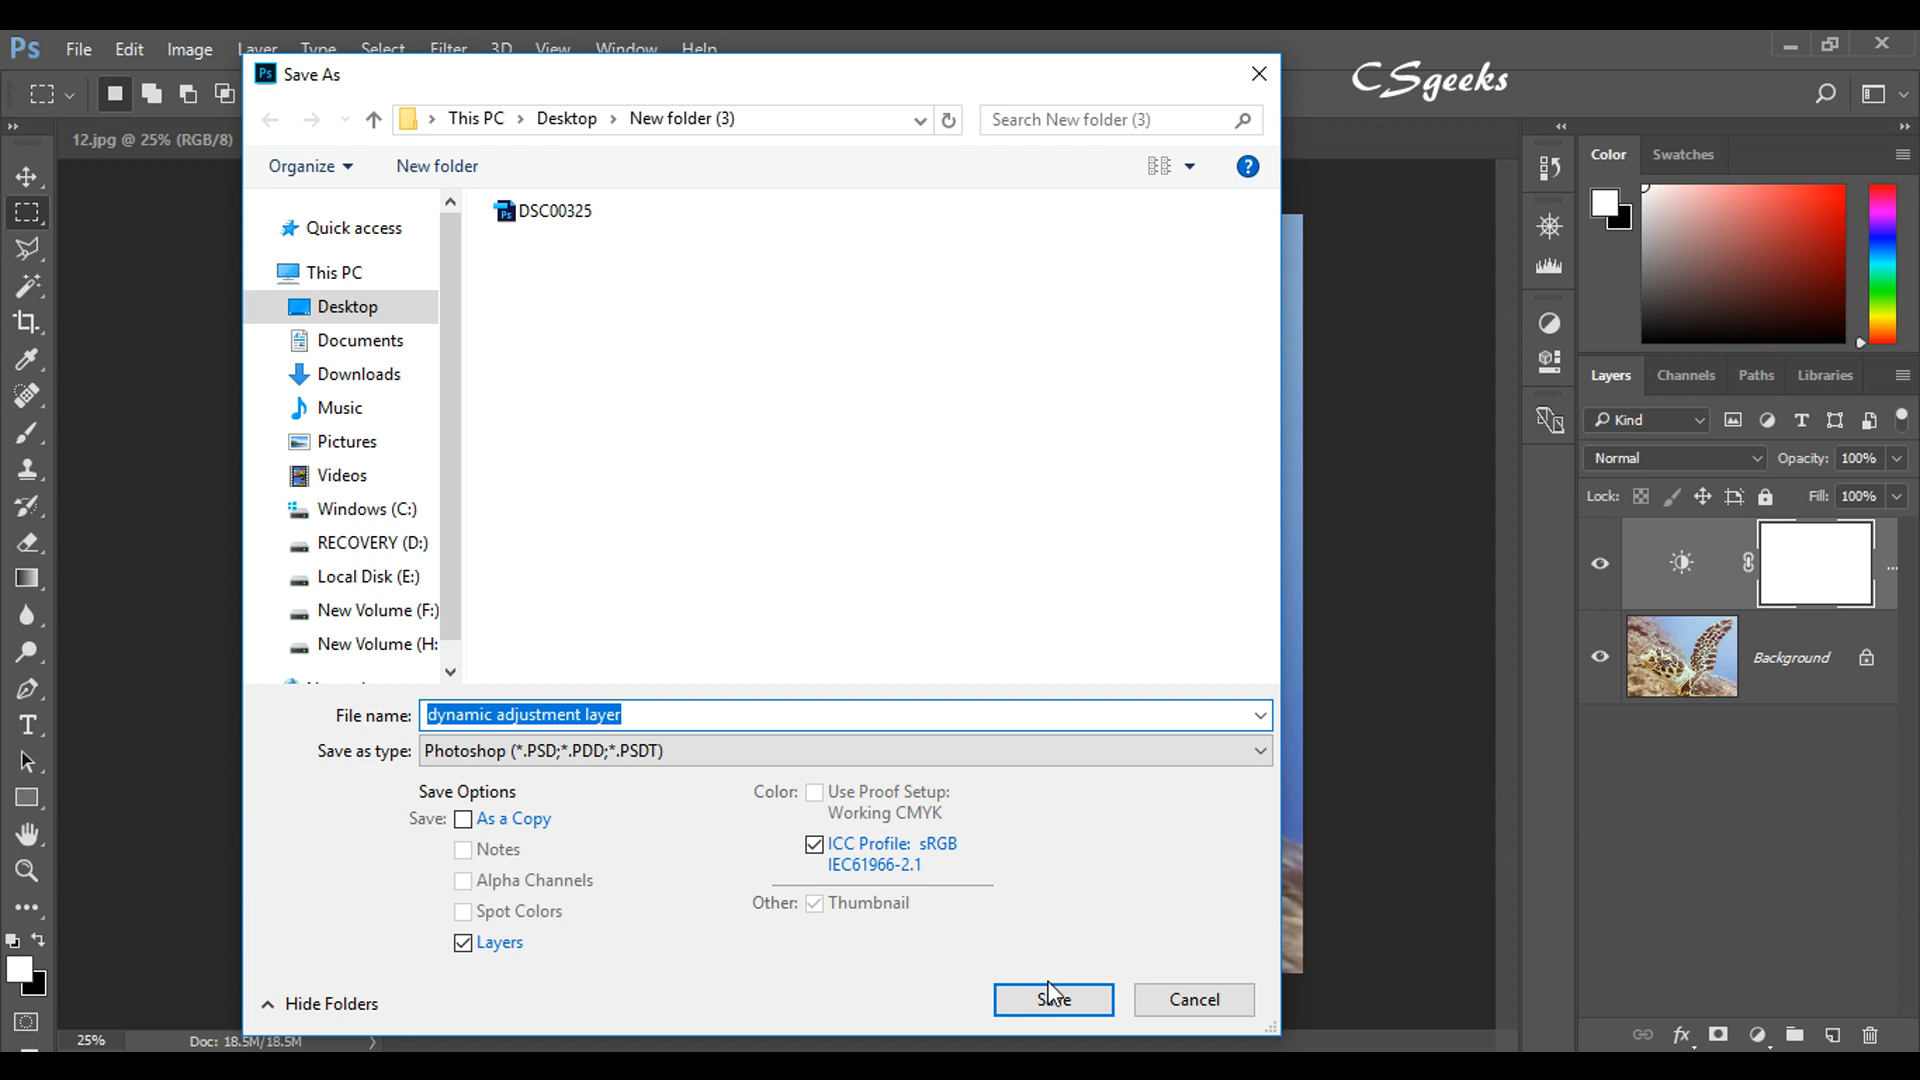 Ps File Edit Image Layer Type Select Filter 3D View Window Help
Ps Save As
CSgeeks
12.jpg @ 25% (RGB/8)
This PC Desktop New folder (3)
Search New folder (3)
Organize New folder
DSC00325
Quick access
This PC
Desktop
Documents
Downloads
Music
Pictures
Videos
Windows (C:)
RECOVERY (D:)
Local Disk (E:)
New Volume (F:)
New Volume (H:
File name: dynamic adjustment layer
Save as type: Photoshop (*.PSD;*.PDD;*.PSDT)
Save Options
Save: As a Copy
Notes
Alpha Channels
Spot Colors
Layers
Color: Use Proof Setup:
Working CMYK
ICC Profile: sRGB
IEC61966-2.1
Other: Thumbnail
Hide Folders
Save Cancel
25% Doc: 18.5M/18.5M
Color Swatches
Layers Channels Paths Libraries
Kind
Normal Opacity: 100%
Lock: Fill: 100%
...
Background
fx